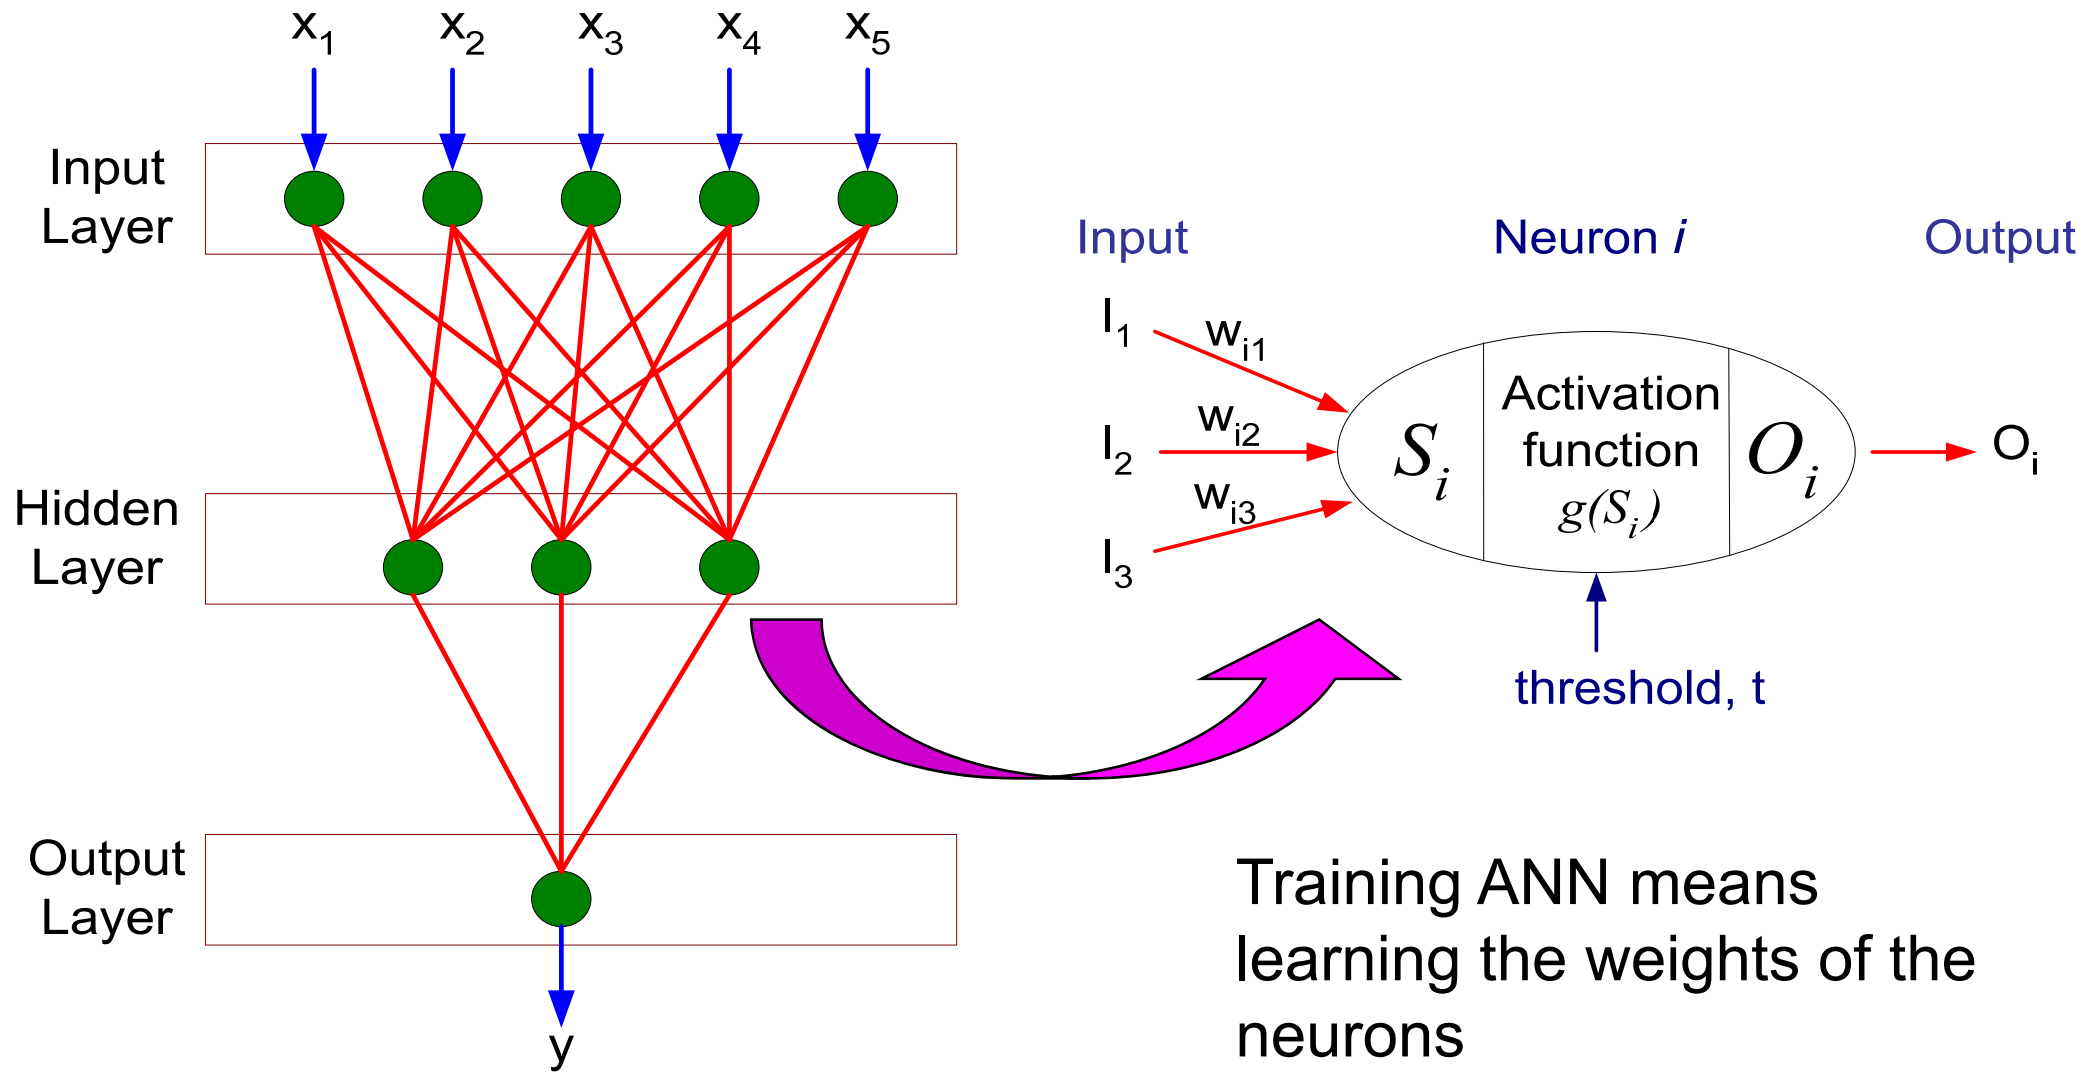 x1 x2 x3 x4 x5
Input
Layer
Hidden
Layer
Output
Layer
y
Input Neuron i Output
I1 wi1
I2 wi2
I3 wi3
Si
Activation
function
g(Si)
Oi
Oi
threshold, t
Training ANN means
learning the weights of the
neurons